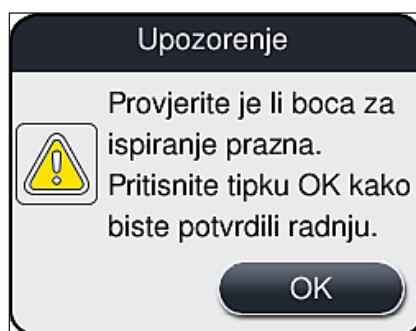 Upozorenje
Provjerite je li boca za
ispiranje prazna.
Pritisnite tipku OK kako
biste potvrdili radnju.
OK